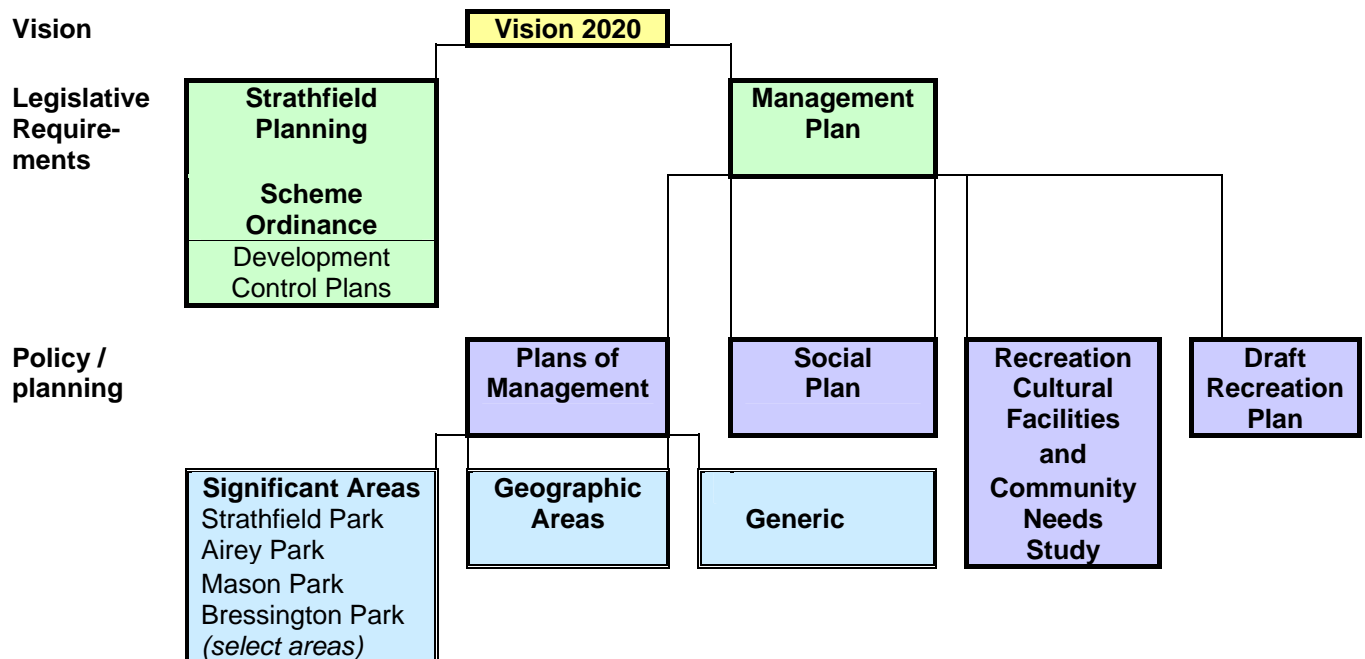 Vision
Vision 2020
Legislative
Require-
ments
Strathfield
Planning
Scheme
Ordinance
Development
Control Plans
Management
Plan
Policy /
planning
Plans of
Management
Social
Plan
Recreation
Cultural
Facilities
and
Community
Needs
Study
Draft
Recreation
Plan
Significant Areas
Strathfield Park
Airey Park
Mason Park
Bressington Park
(select areas)
Geographic
Areas
Generic